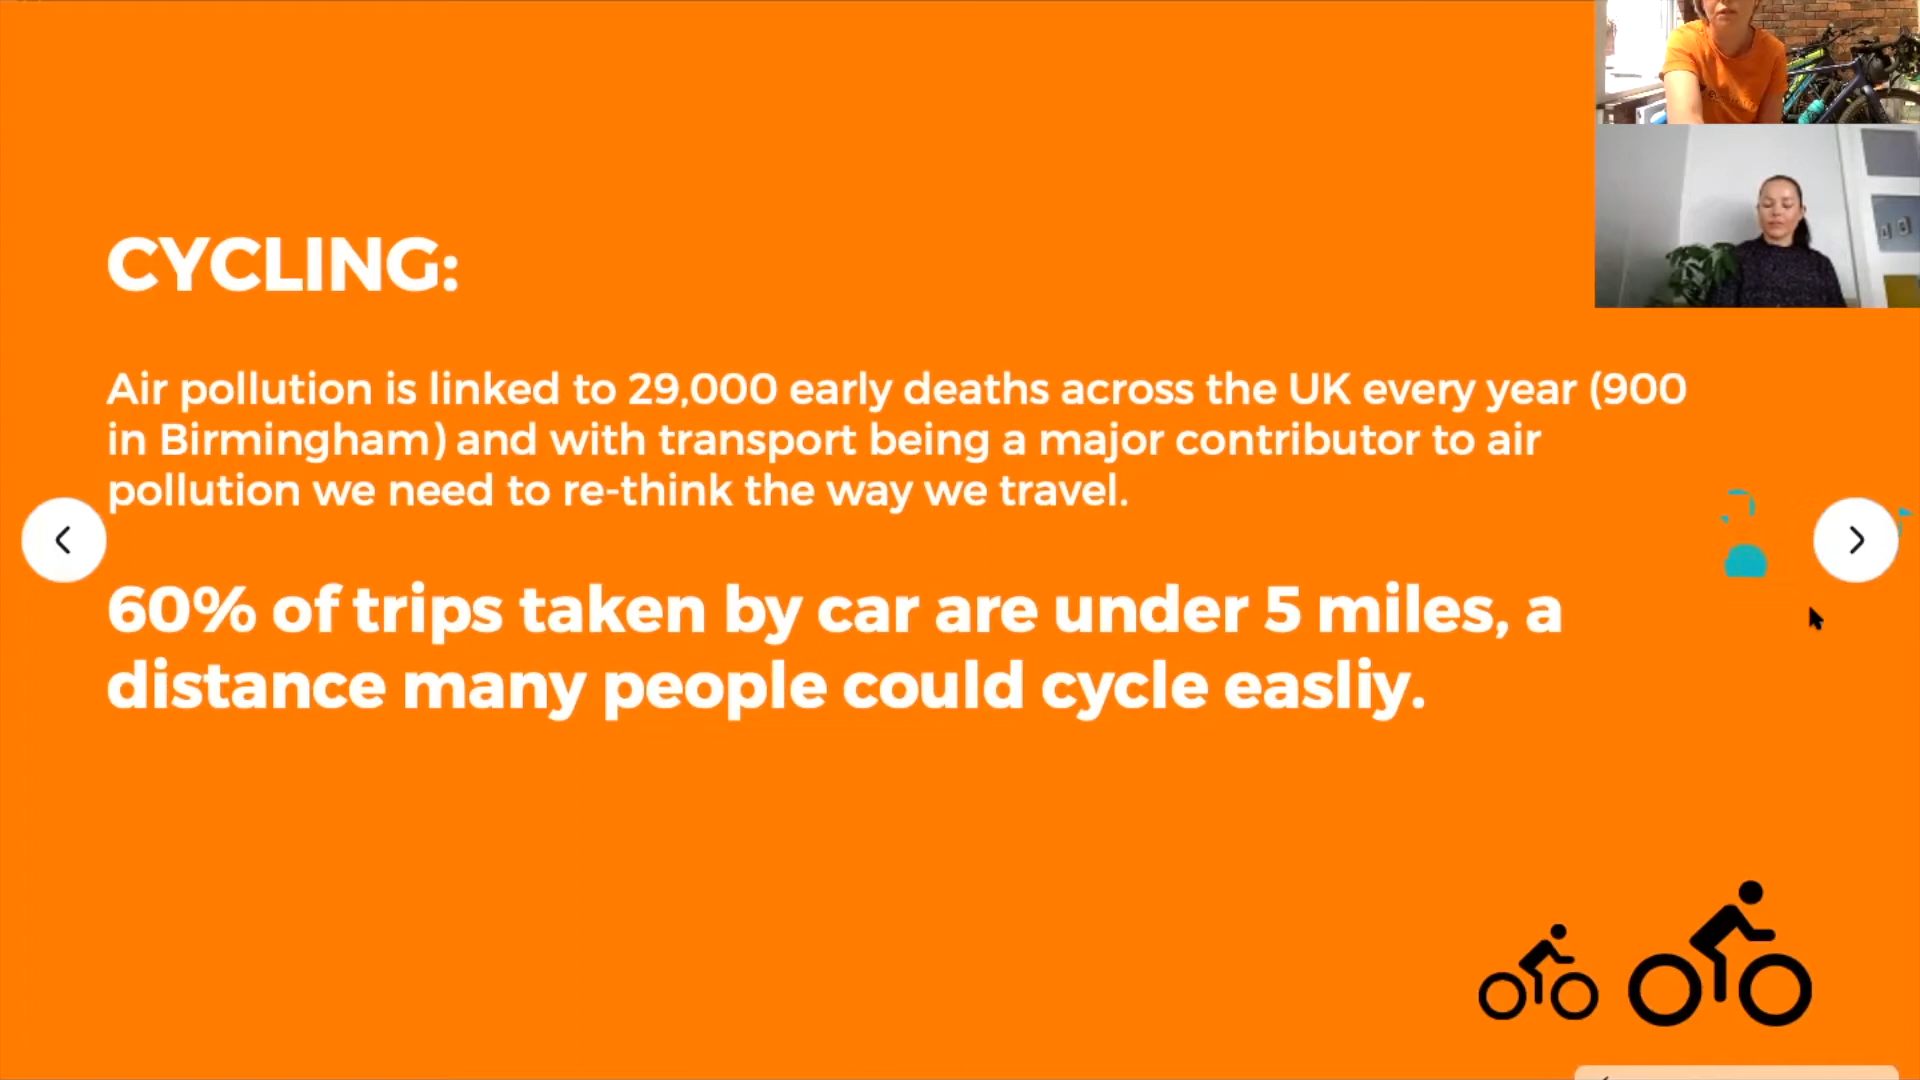 CYCLING:
Air pollution is linked to 29,000 early deaths across the UK every year (900
in Birmingham) and with transport being a major contributor to air
pollution we need to re-think the way we travel.
60% of trips taken by car are under 5 miles, a
distance many people could cycle easliy.